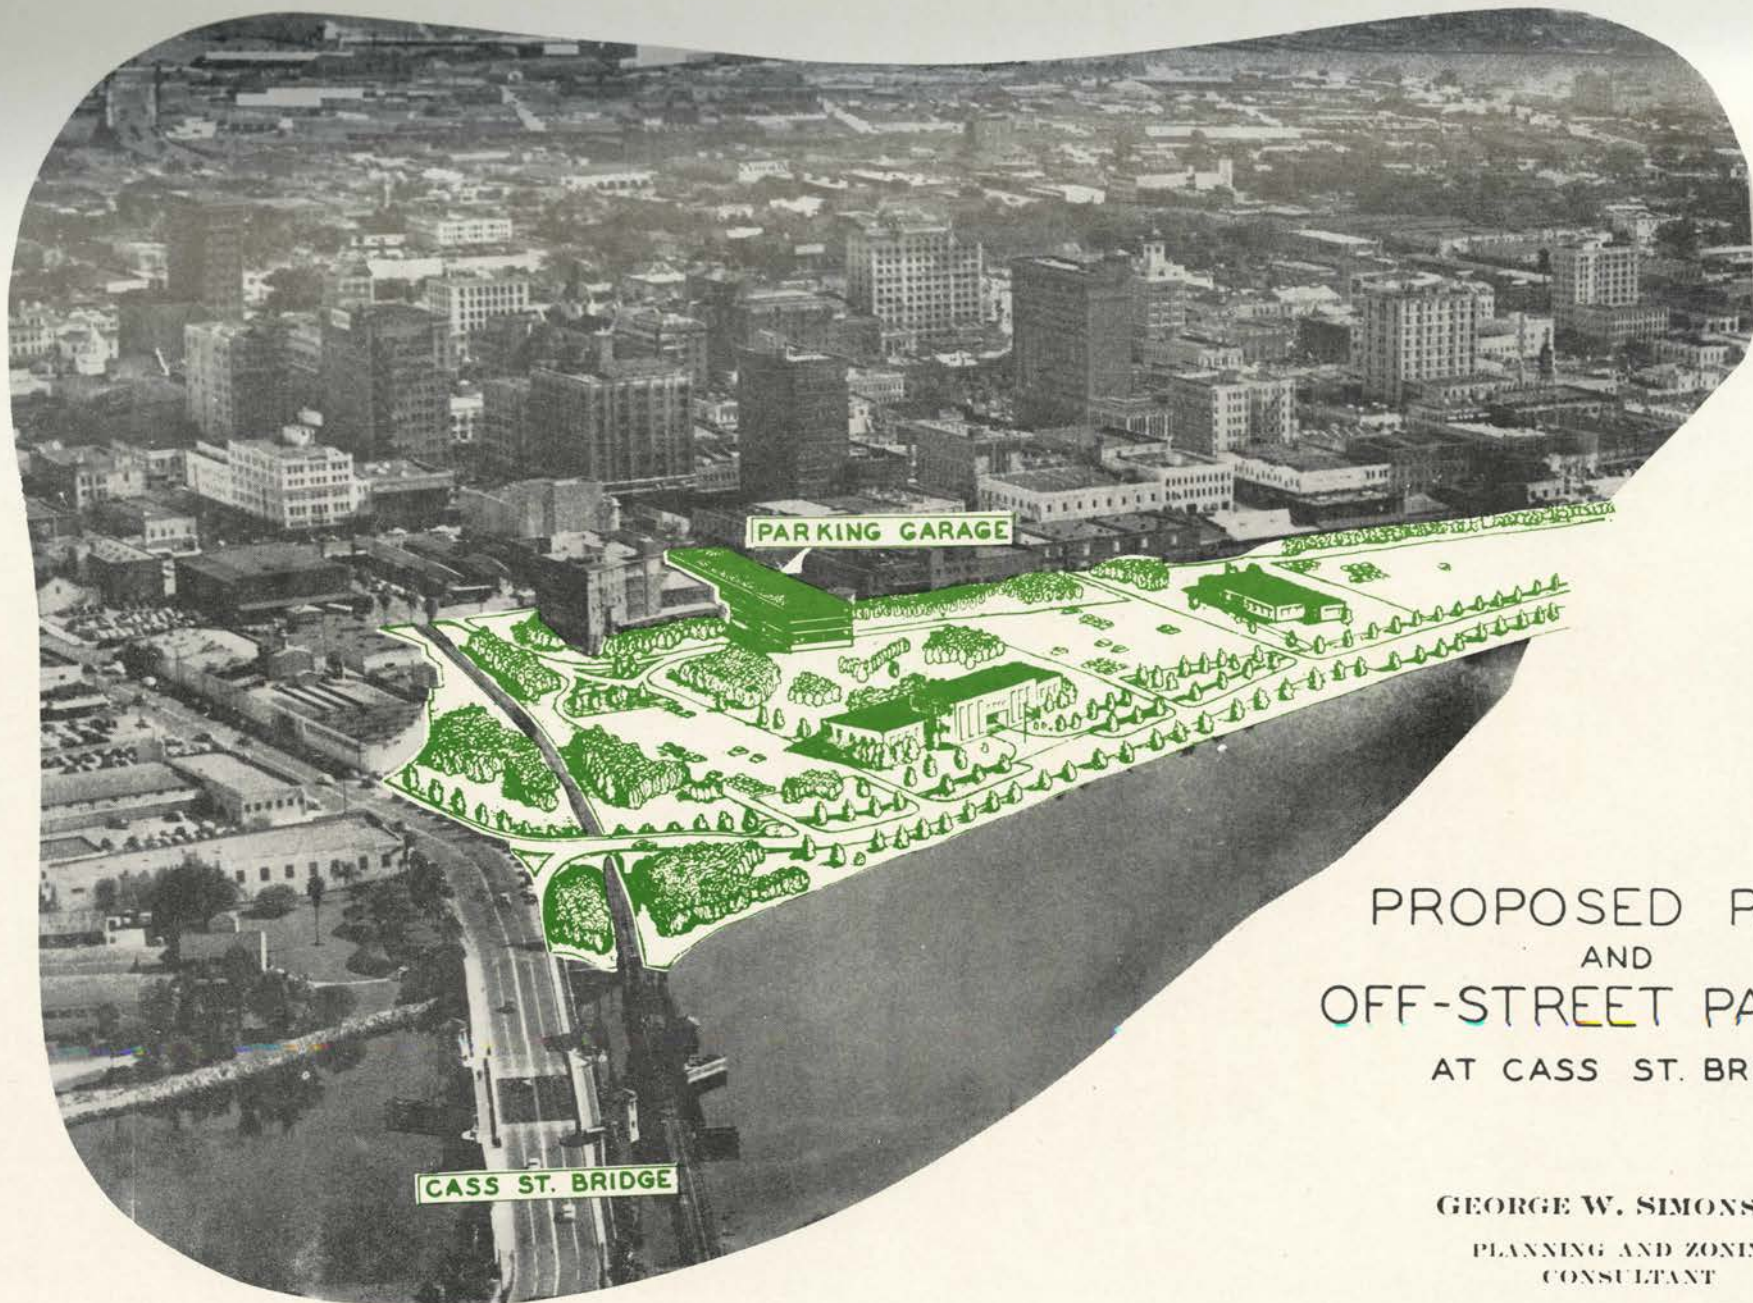 PARKING GARAGE
CASS ST. BRIDGE
PROPOSED P
AND
OFF-STREET PA
AT CASS ST. BR
GEORGE W. SIMONS
PLANNING AND ZONIN
CONSULTANT